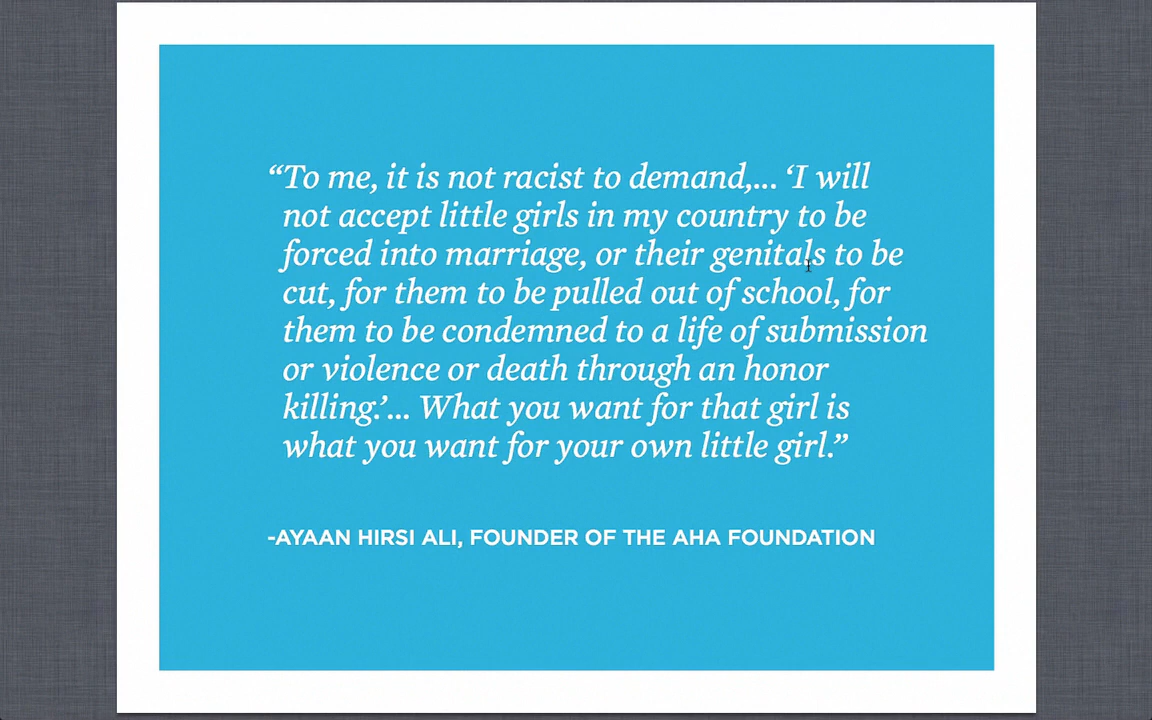 “To me, it is not racist to demand,... ‘I will
not accept little girls in my country to be
forced into marriage, or their genitals to be
cut, for them to be pulled out of school, for
them to be condemned to a life of submission
or violence or death through an honor
killing.’... What you want for that girl is
what you want for your own little girl.”
-AYAAN HIRSI ALI, FOUNDER OF THE AHA FOUNDATION